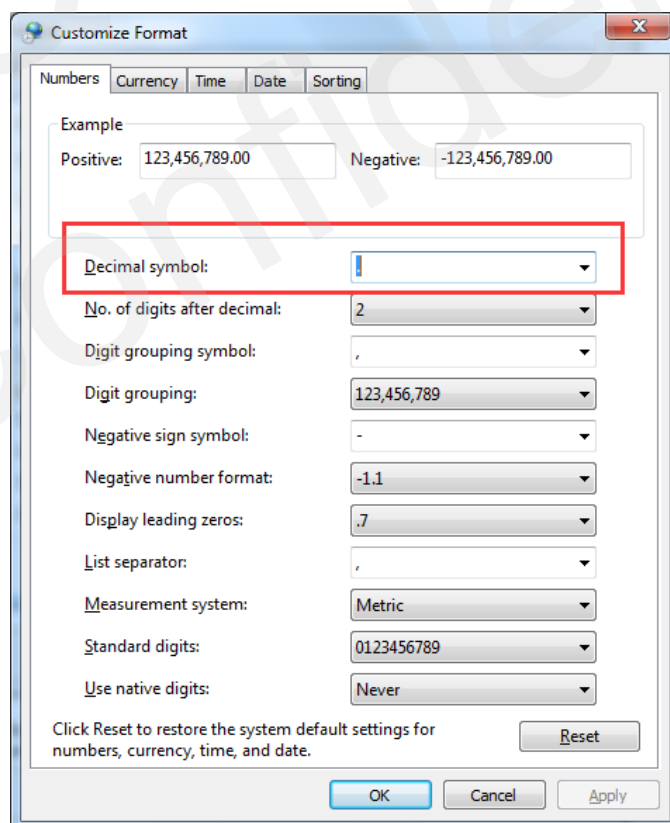 Customize Format
X
Numbers Currency Time Date Sorting
Example
Positive: 123,456,789.00 Negative: -123,456,789.00
Decimal symbol: .
No. of digits after decimal: 2
Digit grouping symbol: ,
Digit grouping: 123,456,789
Negative sign symbol: -
Negative number format: -1.1
Display leading zeros: .7
List separator: ,
Measurement system: Metric
Standard digits: 0123456789
Use native digits: Never
Click Reset to restore the system default settings for
numbers, currency, time, and date.
Reset
OK Cancel Apply
Confiden